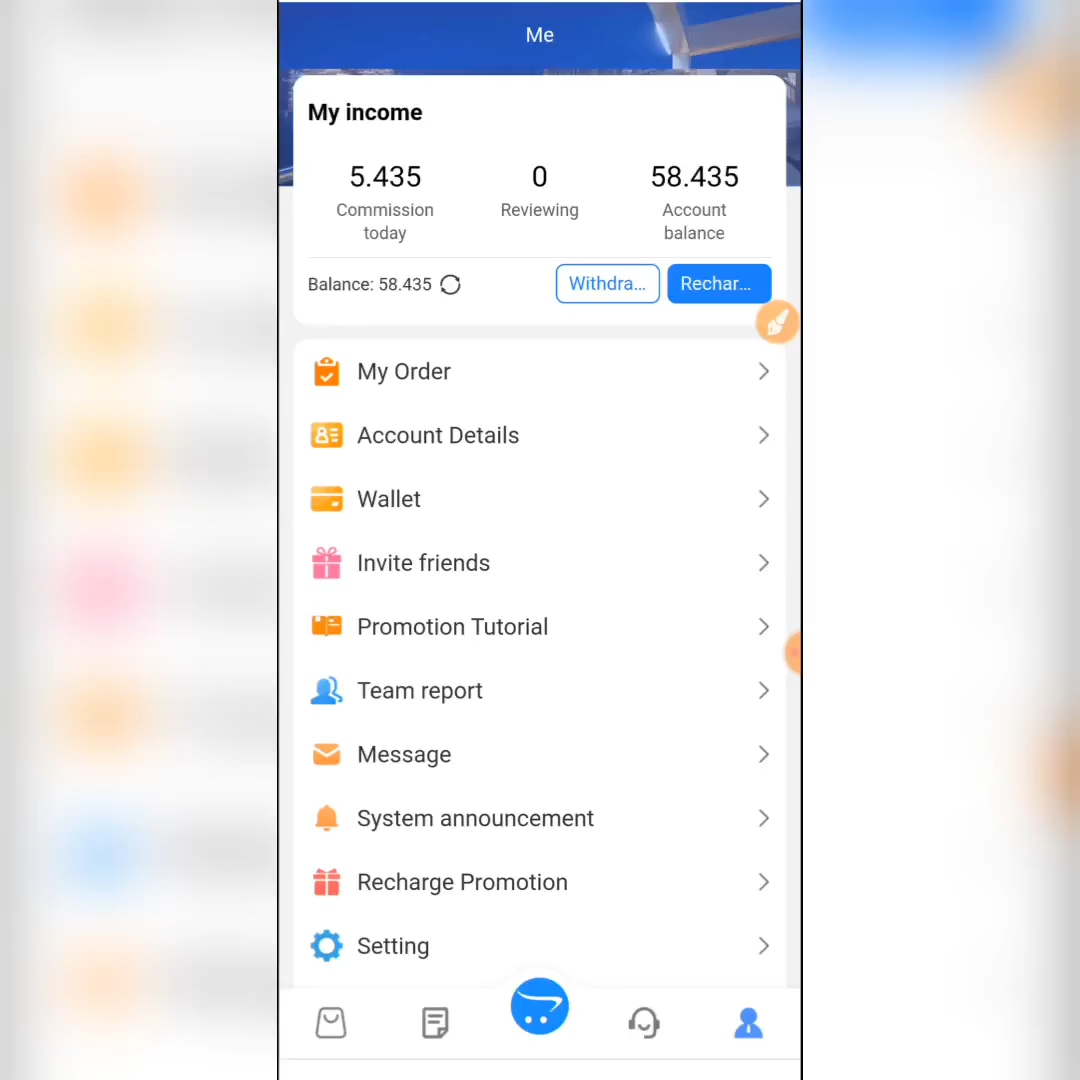 Me
My income
5.435 0 58.435
Commission today Reviewing Account balance
Balance: 58.435 Withdra... Rechar...
My Order
Account Details
Wallet
Invite friends
Promotion Tutorial
Team report
Message
System announcement
Recharge Promotion
Setting